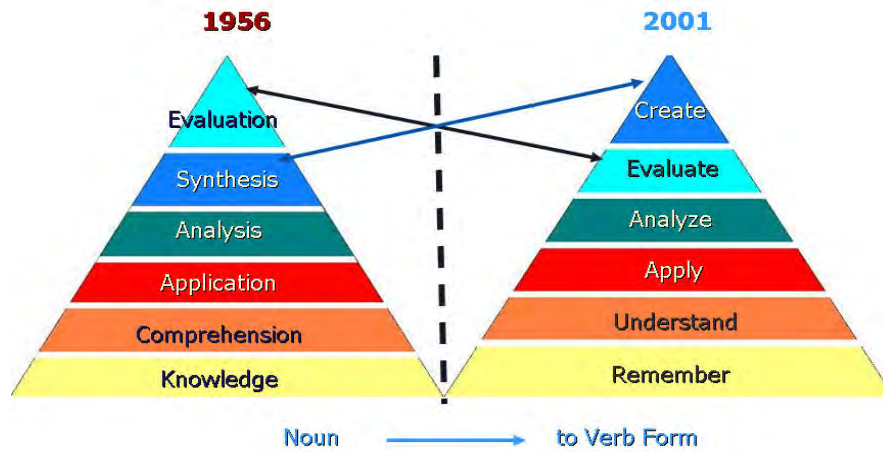 1956
2001
Evaluation
Synthesis
Analysis
Application
Comprehension
Knowledge
Create
Evaluate
Analyze
Apply
Understand
Remember
Noun to Verb Form